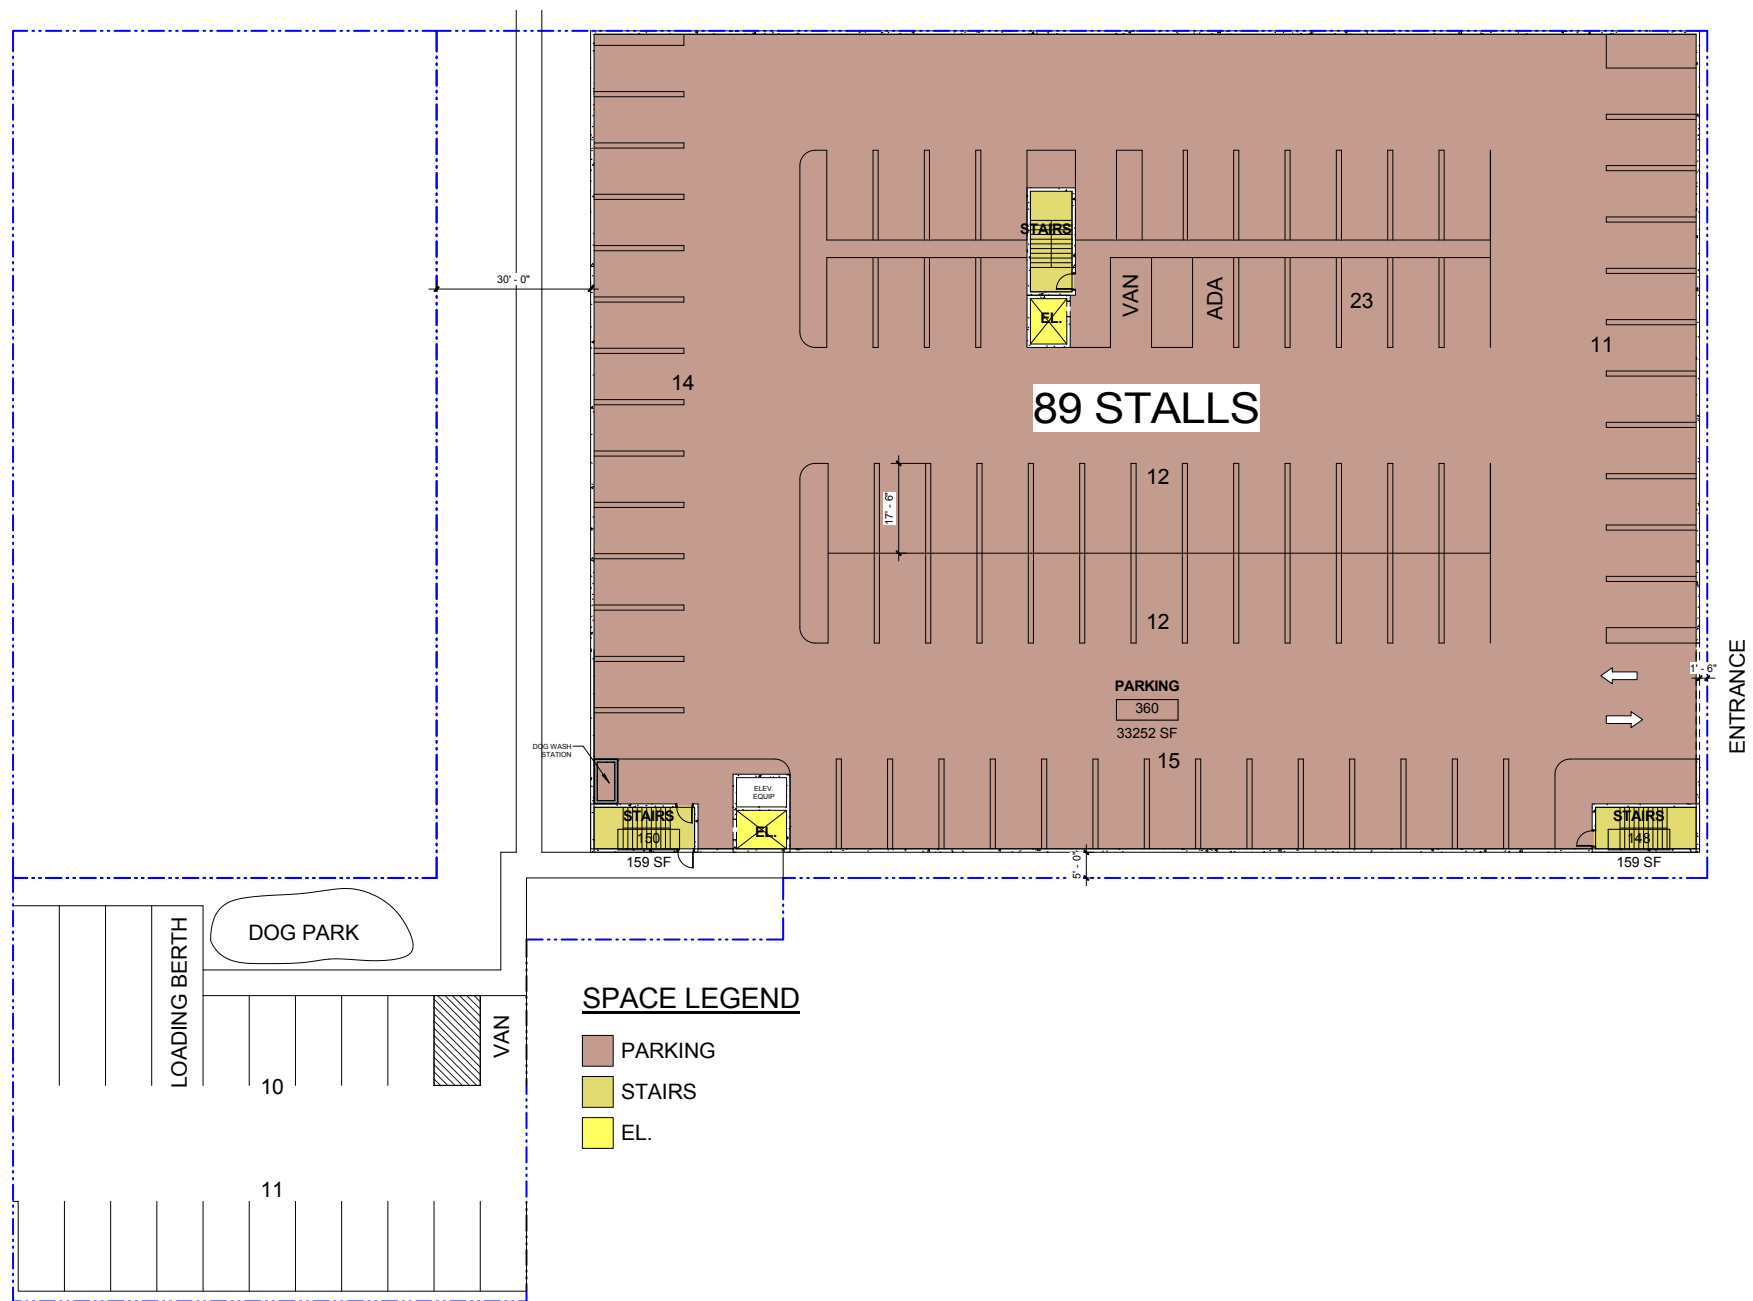 30' - 0"
STAIRS
EL.
VAN
ADA
23
11
14
89 STALLS
12
17' - 6"
12
PARKING
360
33252 SF
1' - 6"
ENTRANCE
DOG WASH
STATION
15
ELEV.
EQUIP
STAIRS
150
159 SF
EL.
STAIRS
148
159 SF
5' - 0"
DOG PARK
LOADING BERTH
VAN
10
11
SPACE LEGEND
PARKING
STAIRS
EL.